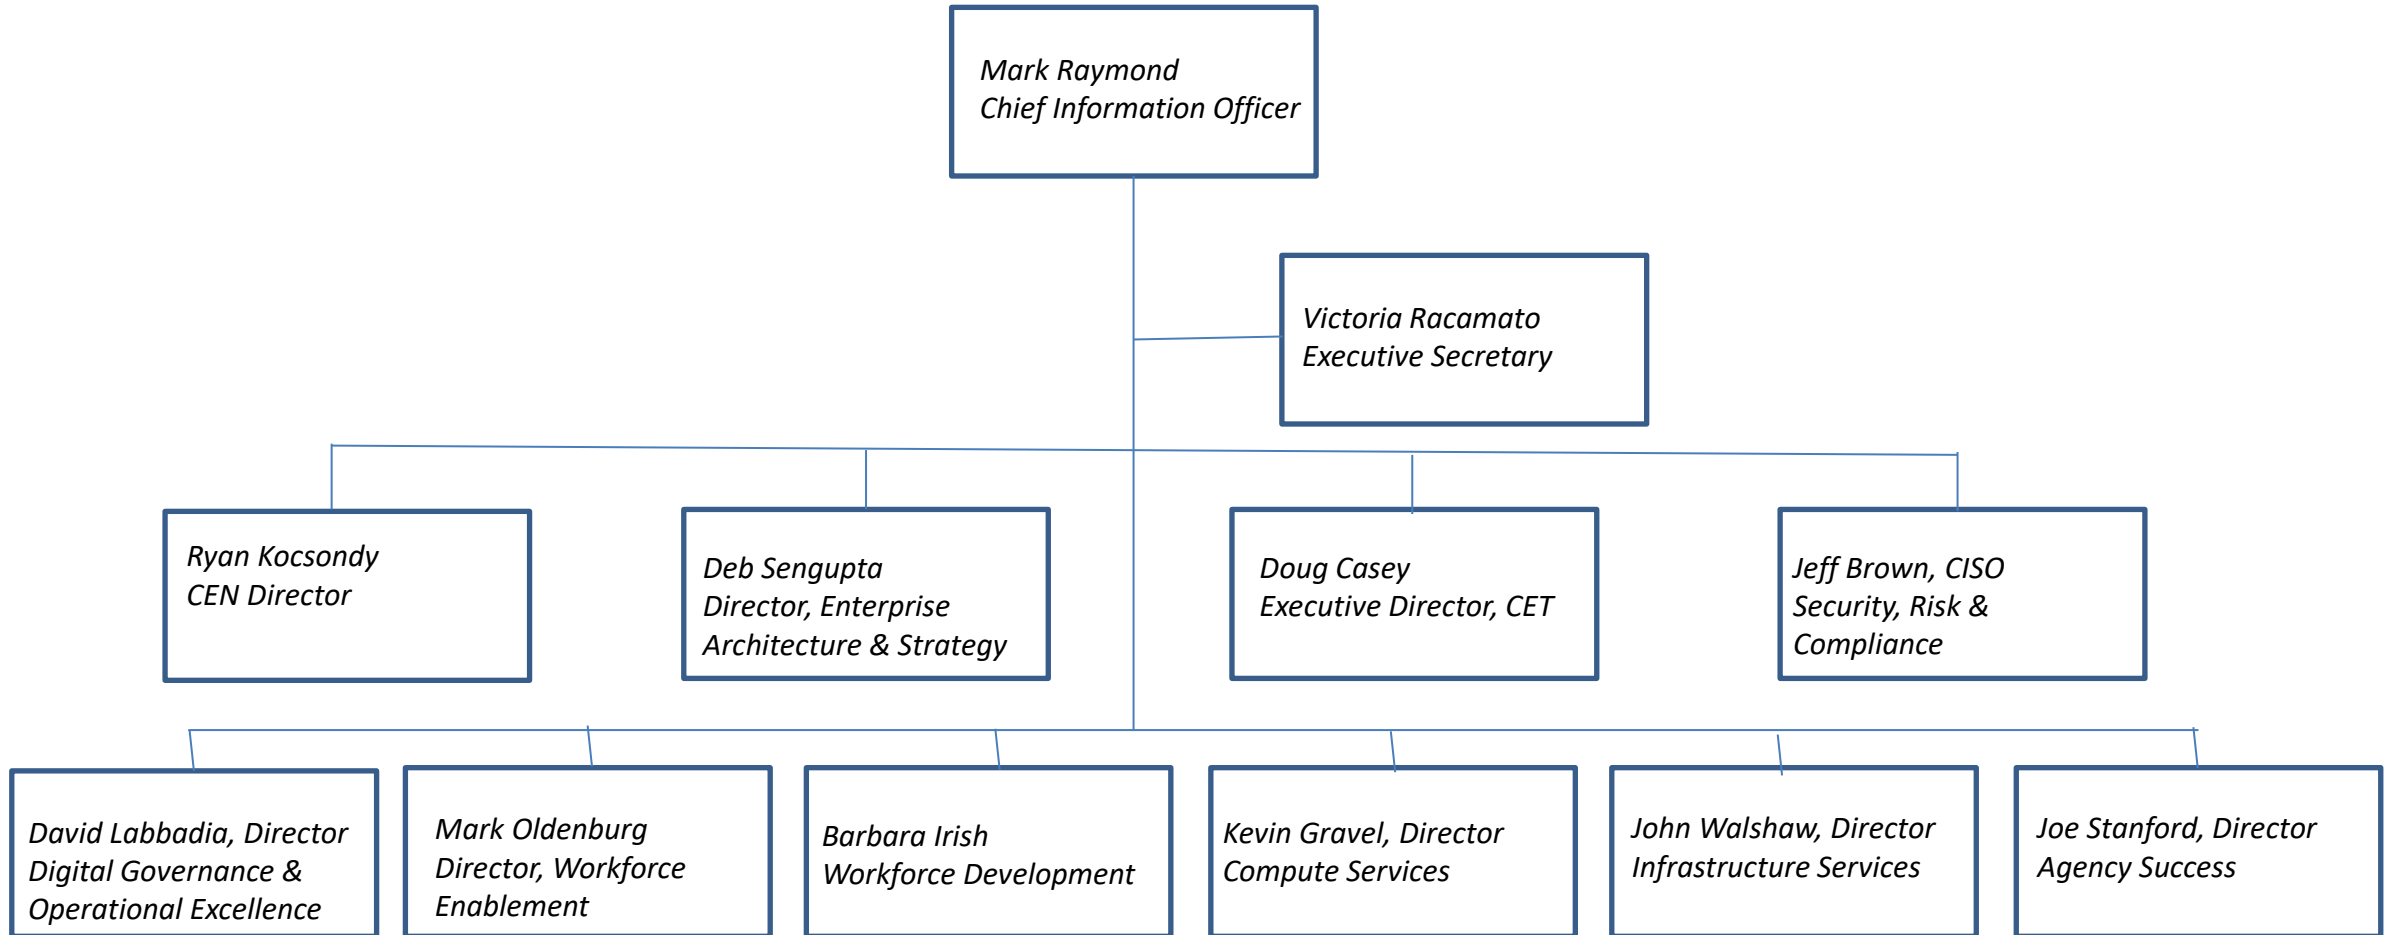 Mark Raymond
Chief Information Officer
Victoria Racamato
Executive Secretary
Ryan Kocsondy
CEN Director
Deb Sengupta
Director, Enterprise
Architecture & Strategy
Doug Casey
Executive Director, CET
Jeff Brown, CISO
Security, Risk &
Compliance
David Labbadia, Director
Digital Governance &
Operational Excellence
Mark Oldenburg
Director, Workforce
Enablement
Barbara Irish
Workforce Development
Kevin Gravel, Director
Compute Services
John Walshaw, Director
Infrastructure Services
Joe Stanford, Director
Agency Success